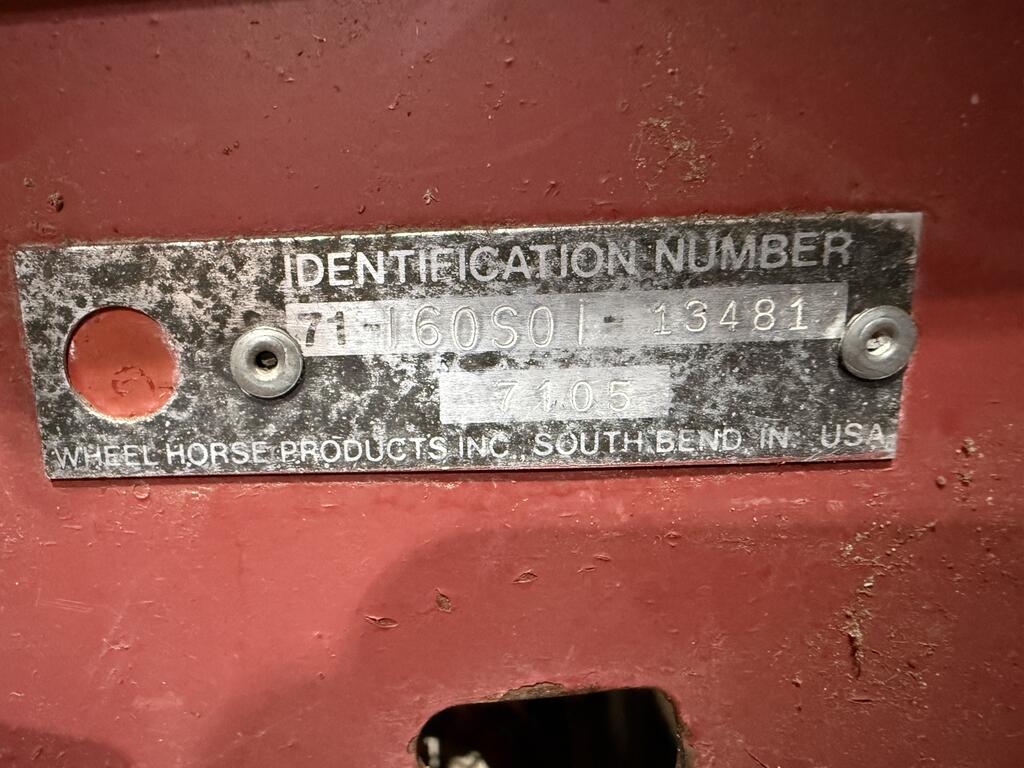 IDENTIFICATION NUMBER
71-160S01-13481
7105
WHEEL HORSE PRODUCTS INC, SOUTH BEND IN. USA